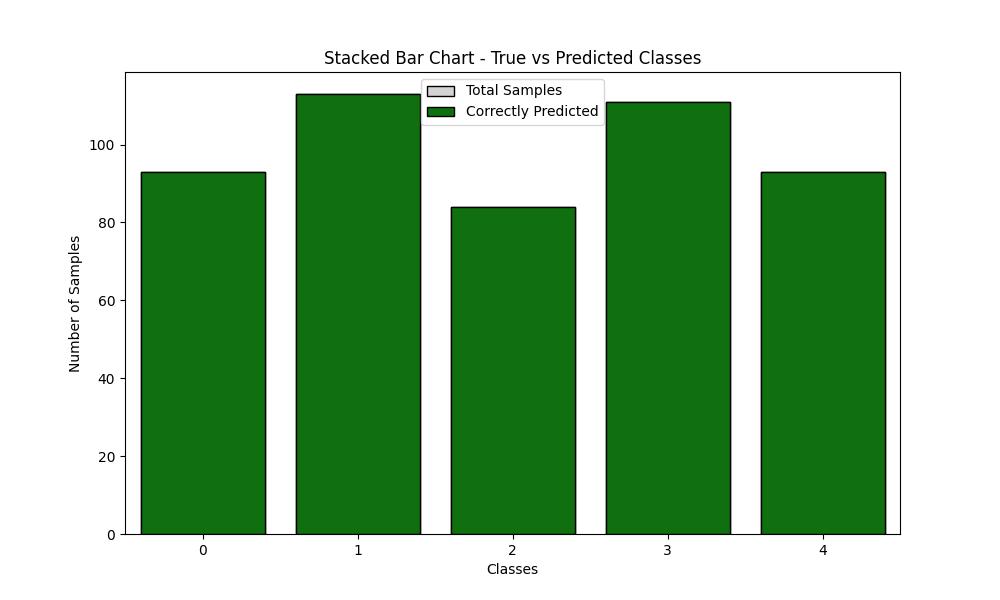 Stacked Bar Chart - True vs Predicted Classes
Total Samples
Correctly Predicted
Number of Samples
100
80
60
40
20
0
0 1 2 3 4
Classes